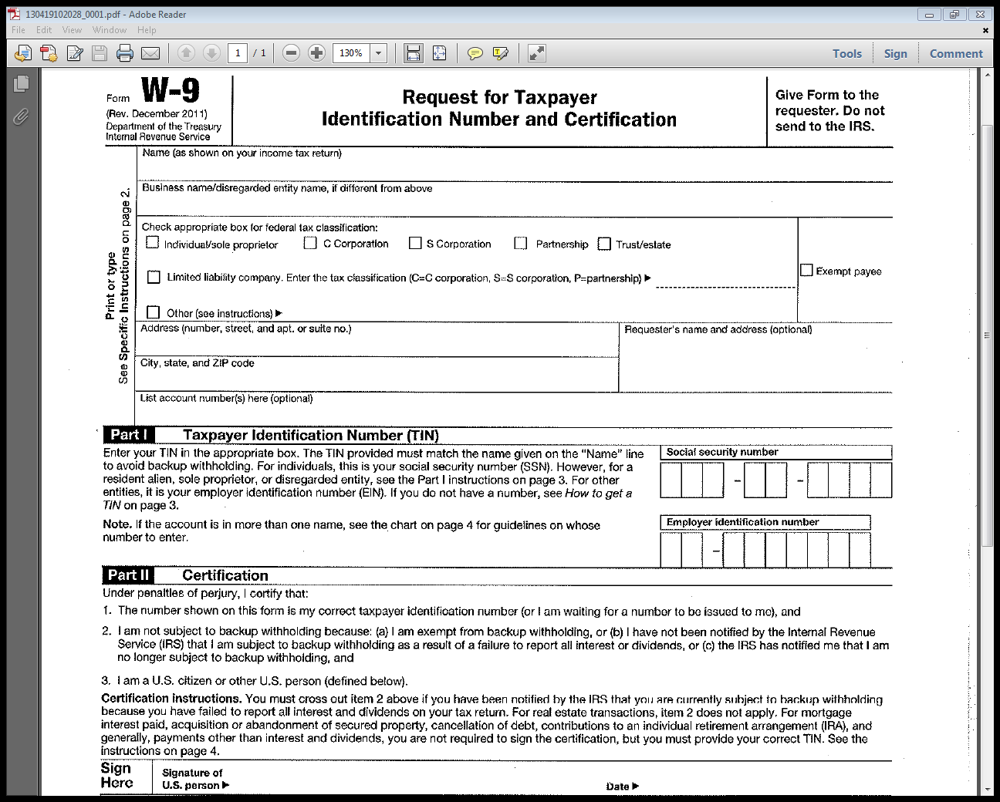 130419102028_0001.pdf - Adobe Reader
File Edit View Window Help
1 / 1 130% Tools Sign Comment
Form W-9
(Rev. December 2011)
Department of the Treasury
Internal Revenue Service
Request for Taxpayer
Identification Number and Certification
Give Form to the
requester. Do not
send to the IRS.
Print or type
See Specific Instructions on page 2.
Name (as shown on your income tax return)
Business name/disregarded entity name, if different from above
Check appropriate box for federal tax classification:
Individual/sole proprietor C Corporation S Corporation Partnership Trust/estate
Limited liability company. Enter the tax classification (C=C corporation, S=S corporation, P=partnership) ▶
Exempt payee
Other (see instructions) ▶
Address (number, street, and apt. or suite no.)
Requester's name and address (optional)
City, state, and ZIP code
List account number(s) here (optional)
Part I Taxpayer Identification Number (TIN)
Enter your TIN in the appropriate box. The TIN provided must match the name given on the "Name" line
to avoid backup withholding. For individuals, this is your social security number (SSN). However, for a
resident alien, sole proprietor, or disregarded entity, see the Part I instructions on page 3. For other
entities, it is your employer identification number (EIN). If you do not have a number, see How to get a
TIN on page 3.
Note. If the account is in more than one name, see the chart on page 4 for guidelines on whose
number to enter.
Social security number
– –
Employer identification number
–
Part II Certification
Under penalties of perjury, I certify that:
1. The number shown on this form is my correct taxpayer identification number (or I am waiting for a number to be issued to me), and
2. I am not subject to backup withholding because: (a) I am exempt from backup withholding, or (b) I have not been notified by the Internal Revenue
Service (IRS) that I am subject to backup withholding as a result of a failure to report all interest or dividends, or (c) the IRS has notified me that I am
no longer subject to backup withholding, and
3. I am a U.S. citizen or other U.S. person (defined below).
Certification instructions. You must cross out item 2 above if you have been notified by the IRS that you are currently subject to backup withholding
because you have failed to report all interest and dividends on your tax return. For real estate transactions, item 2 does not apply. For mortgage
interest paid, acquisition or abandonment of secured property, cancellation of debt, contributions to an individual retirement arrangement (IRA), and
generally, payments other than interest and dividends, you are not required to sign the certification, but you must provide your correct TIN. See the
instructions on page 4.
Sign
Here
Signature of
U.S. person ▶
Date ▶